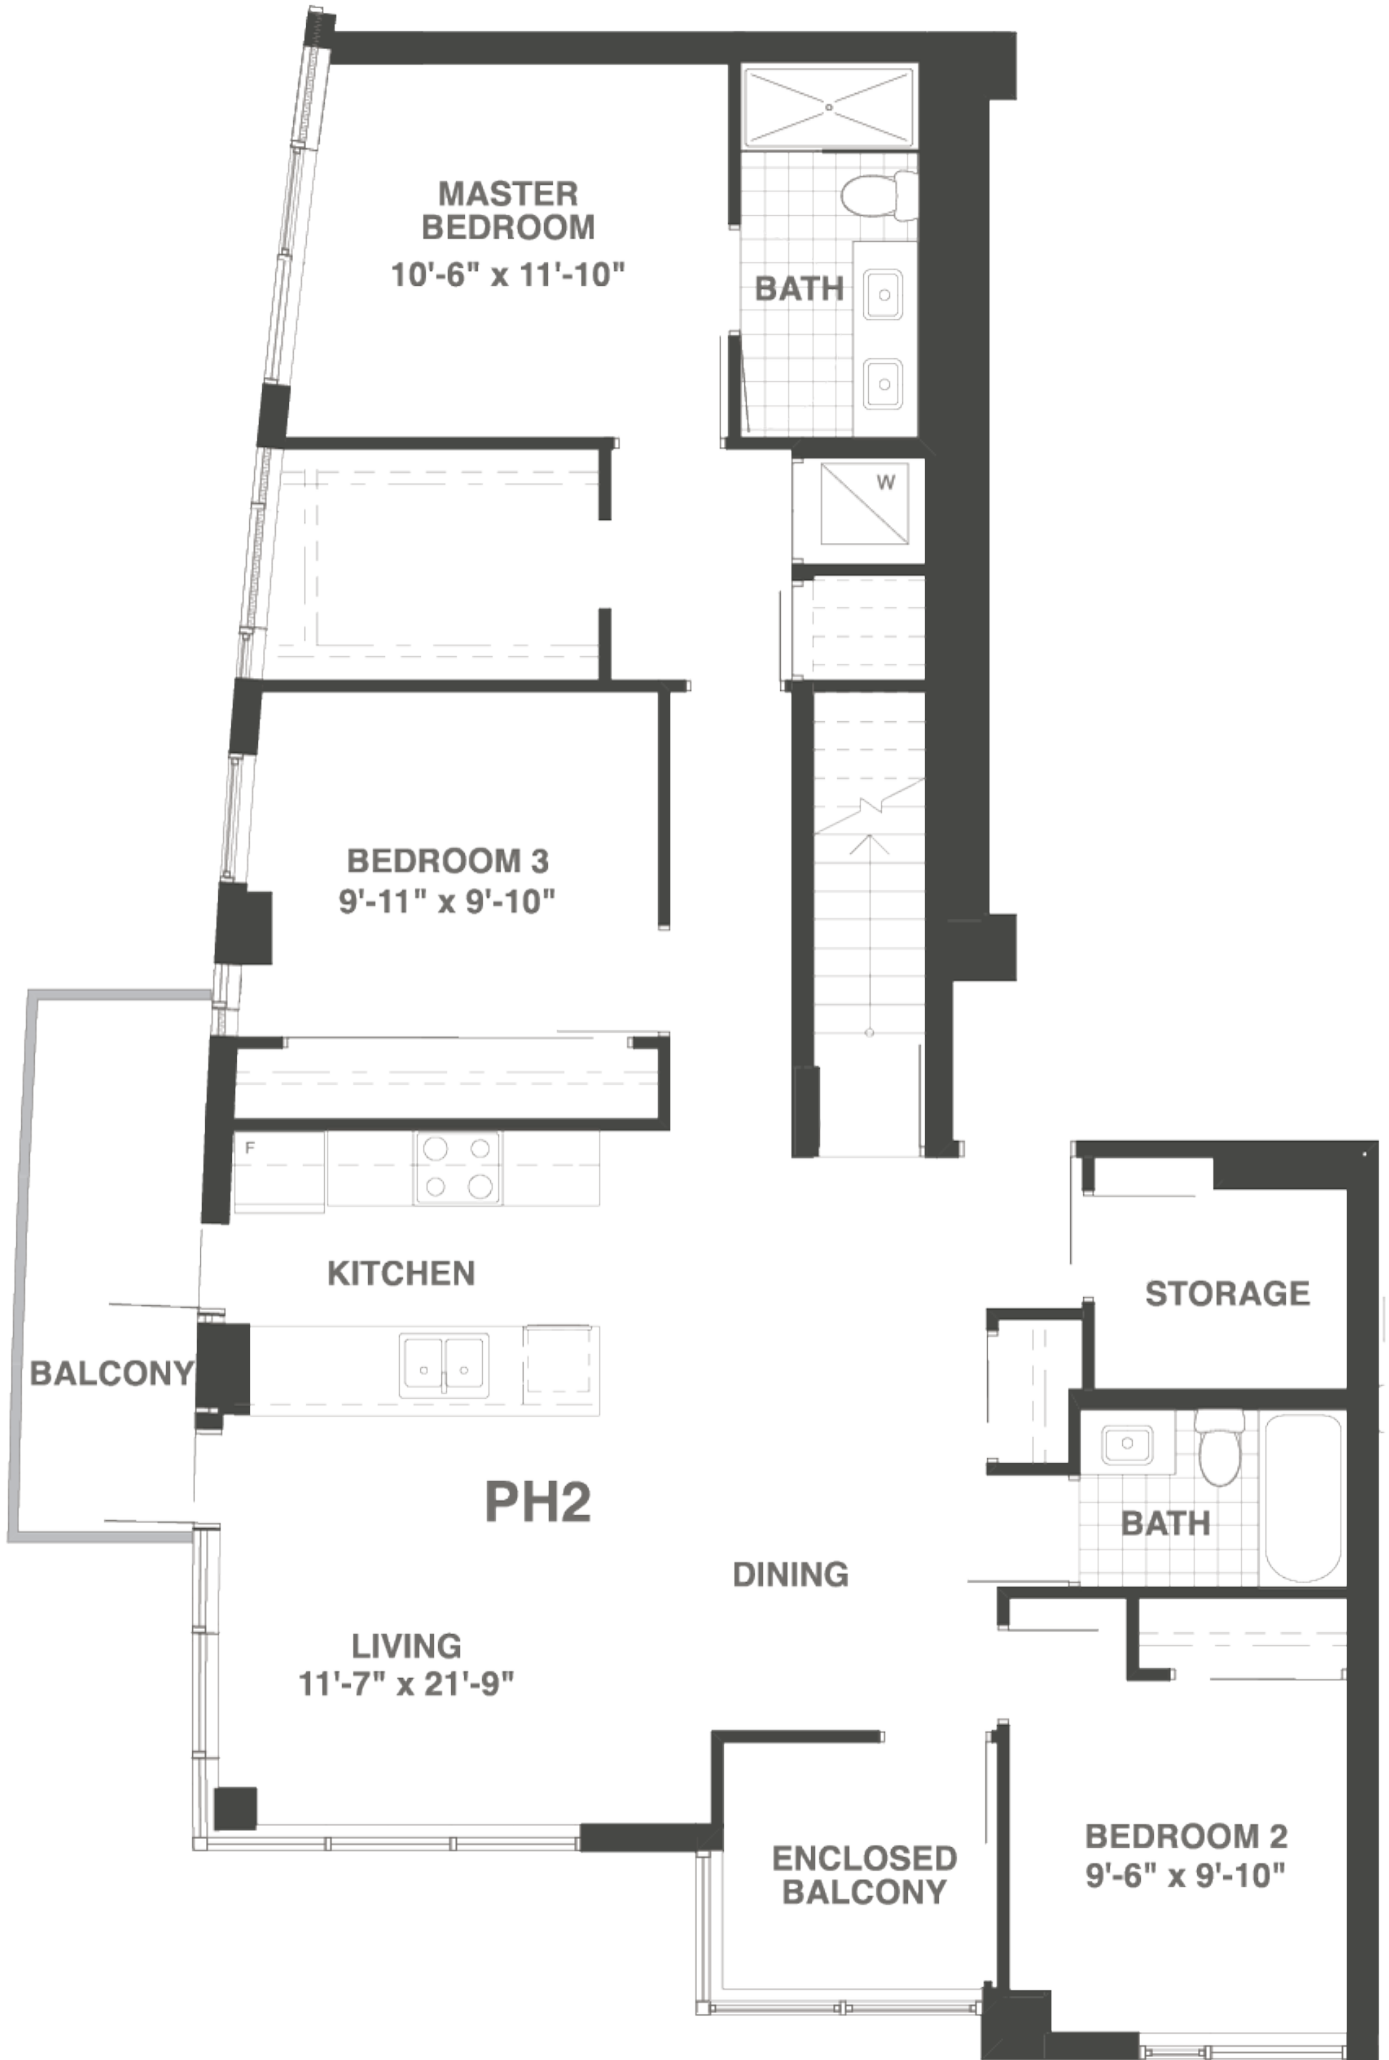 MASTER
BEDROOM
10'-6" x 11'-10"
BATH
W
BEDROOM 3
9'-11" x 9'-10"
F
KITCHEN
STORAGE
BALCONY
PH2
BATH
DINING
LIVING
11'-7" x 21'-9"
ENCLOSED
BALCONY
BEDROOM 2
9'-6" x 9'-10"